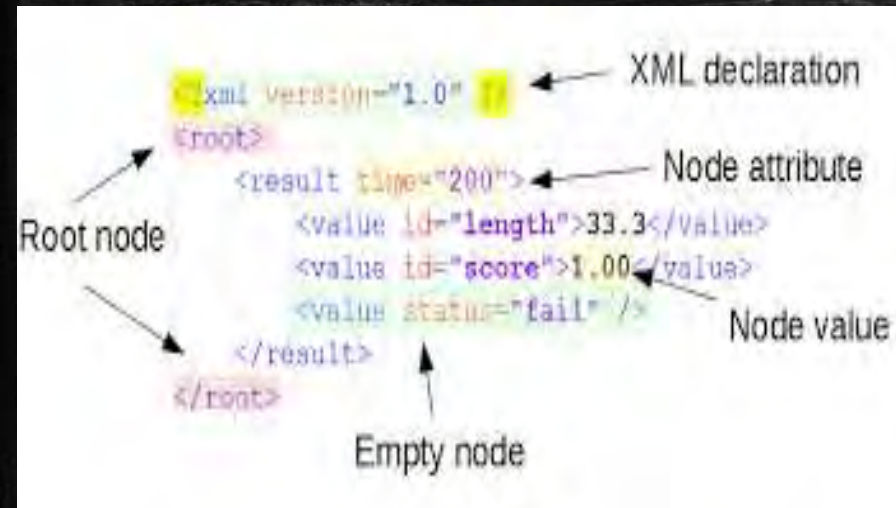 <?xml version="1.0" ?>
XML declaration
<root>
<result time="200">
Node attribute
<value id="length">33.3</value>
Root node
<value id="score">1.00</value>
<value status="fail" />
Node value
</result>
</root>
Empty node